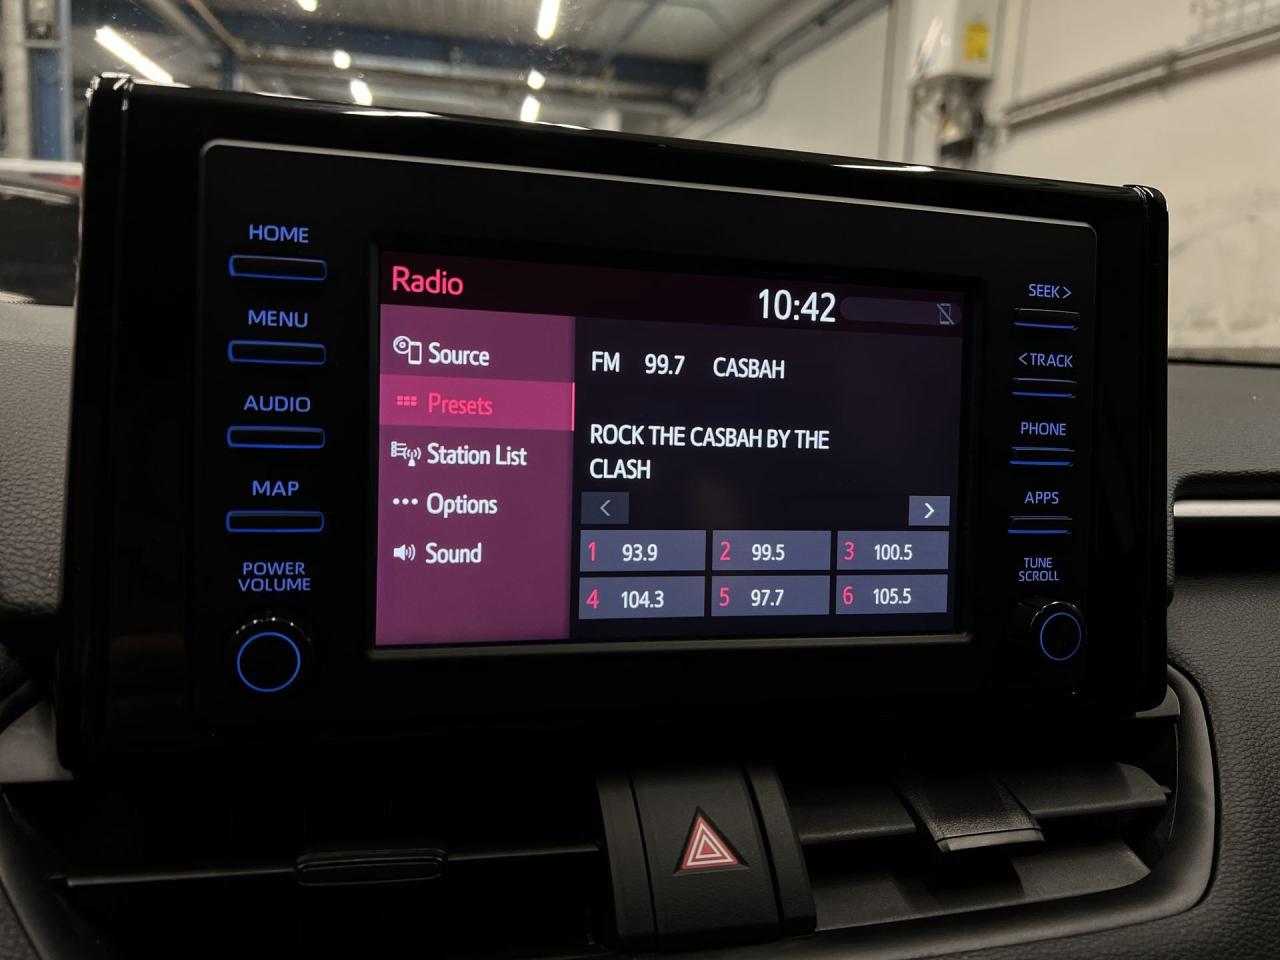 HOME
MENU
AUDIO
MAP
POWER
VOLUME
Radio
10:42
Source
Presets
Station List
Options
Sound
FM 99.7 CASBAH
ROCK THE CASBAH BY THE
CLASH
< >
1 93.9 2 99.5 3 100.5
4 104.3 5 97.7 6 105.5
SEEK>
<TRACK
PHONE
APPS
TUNE
SCROLL